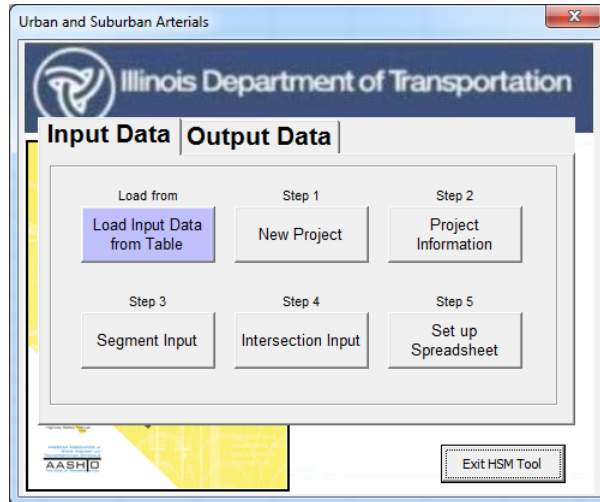 Urban and Suburban Arterials
Illinois Department of Transportation
Input Data
Output Data
Load from
Step 1
Step 2
Load Input Data
from Table
New Project
Project
Information
Step 3
Step 4
Step 5
Segment Input
Intersection Input
Set up
Spreadsheet
AASHTO
Exit HSM Tool